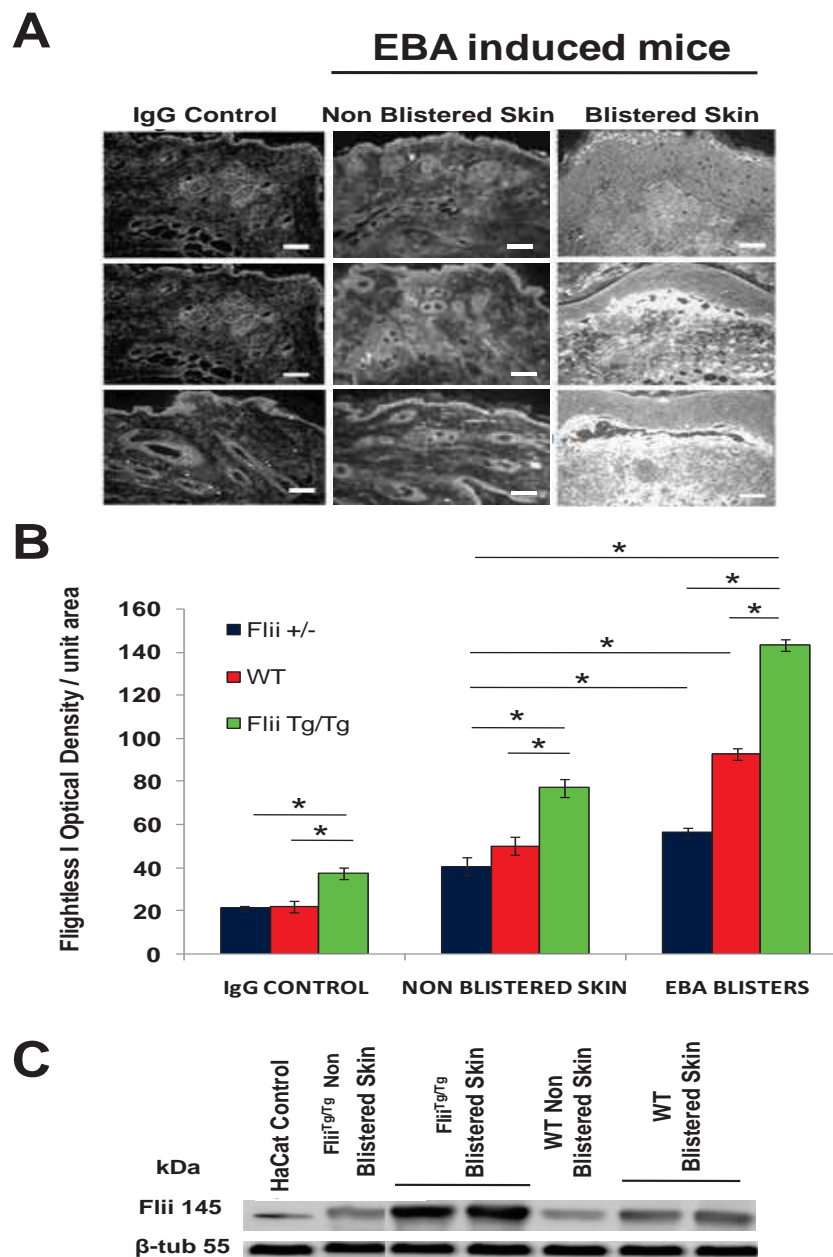 A
EBA induced mice
IgG Control
Non Blistered Skin
Blistered Skin
B
Flightless I Optical Density / unit area
160
140
120
100
80
60
40
20
0
Flii +/-
WT
Flii Tg/Tg
*
*
*
*
*
*
*
*
*
IgG CONTROL
NON BLISTERED SKIN
EBA BLISTERS
C
kDa
HaCat Control
FliiTg/Tg Non
Blistered Skin
FliiTg/Tg
Blistered Skin
WT Non
Blistered Skin
WT
Blistered Skin
Flii 145
β-tub 55